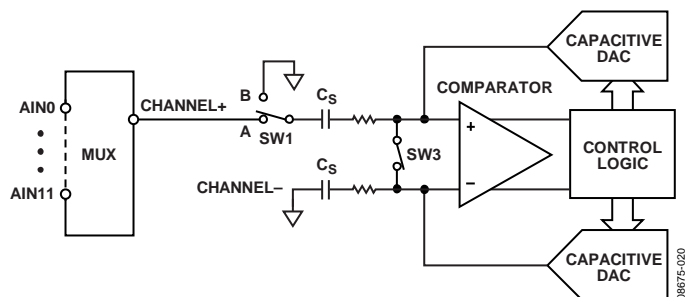 CAPACITIVE
DAC
B
COMPARATOR
AIN0
CHANNEL+
CS
A
SW1
+
MUX
SW3
CONTROL
LOGIC
CS
AIN11
CHANNEL–
–
CAPACITIVE
DAC
08675-020